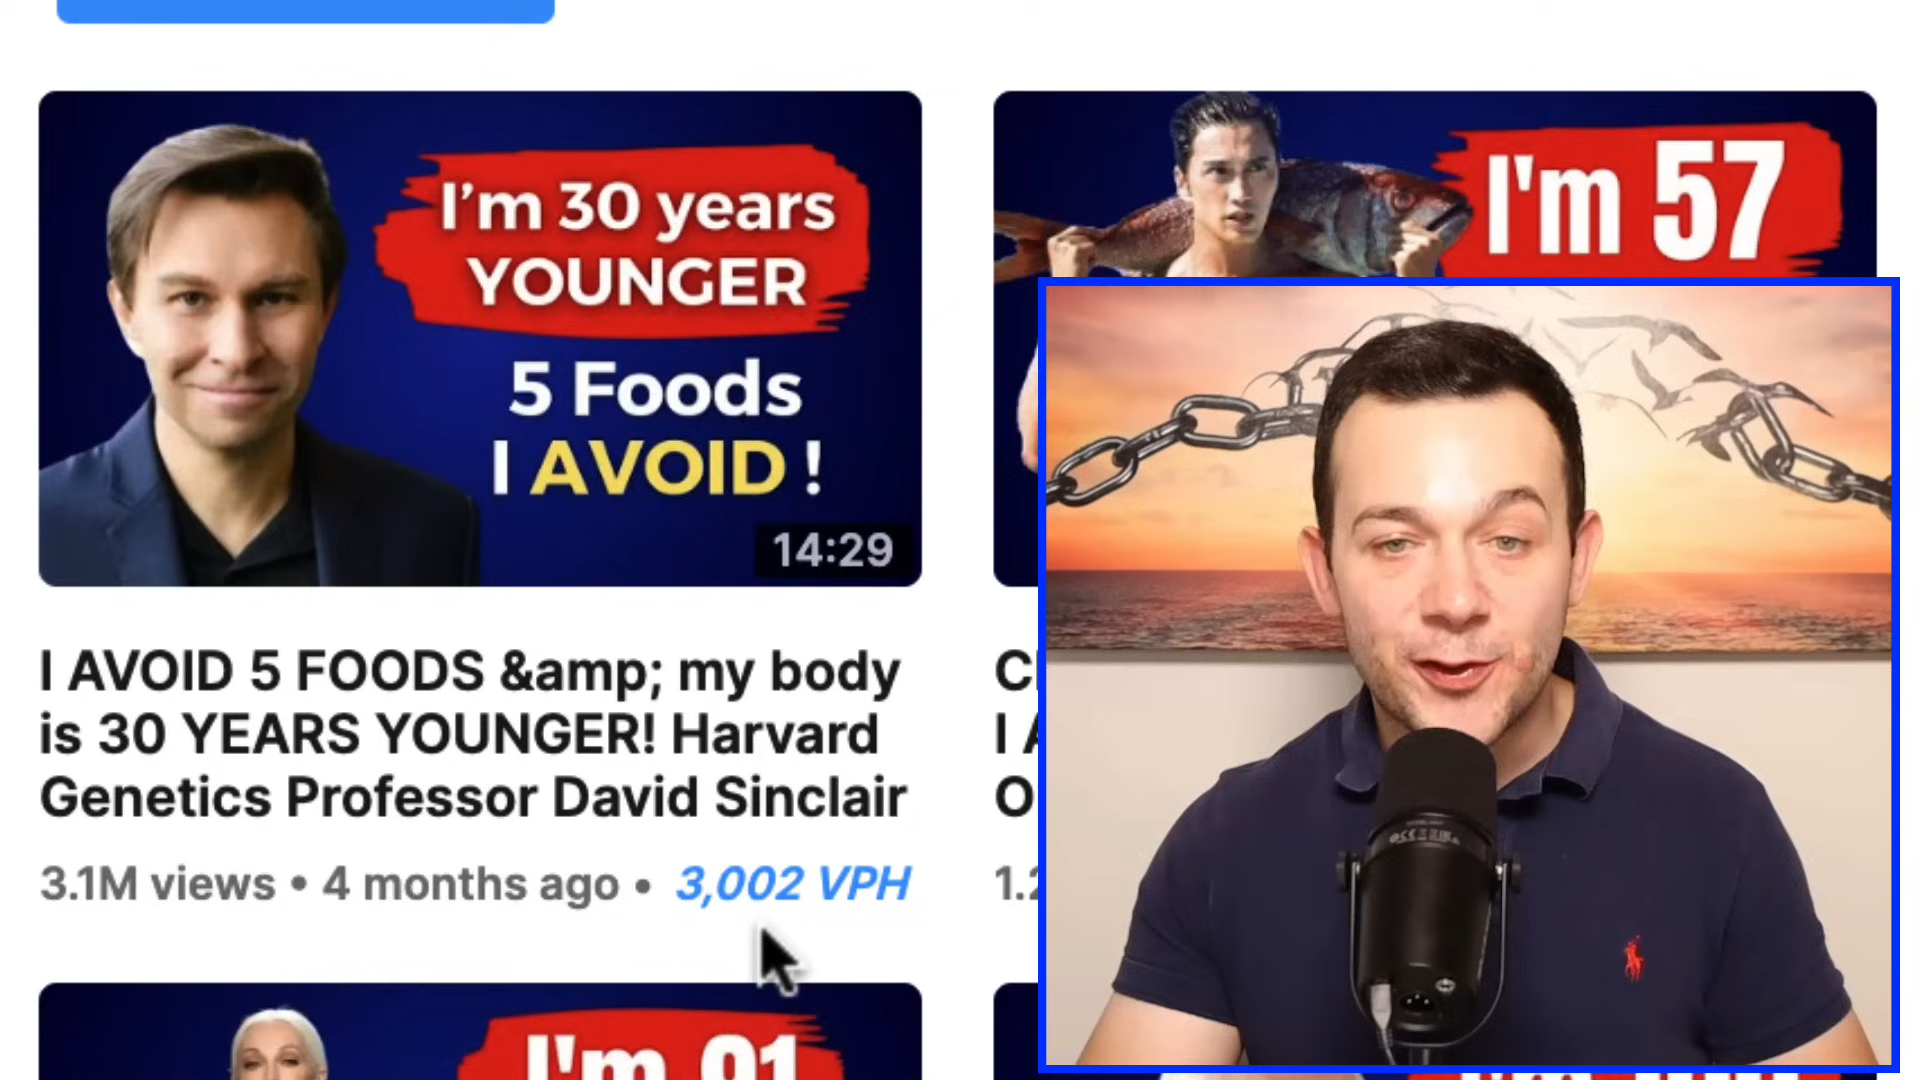 I'm 30 years
YOUNGER
5 Foods
I AVOID !
14:29
I'm 57
I AVOID 5 FOODS &amp; my body
is 30 YEARS YOUNGER! Harvard
Genetics Professor David Sinclair
3.1M views • 4 months ago • 3,002 VPH
I'm 91